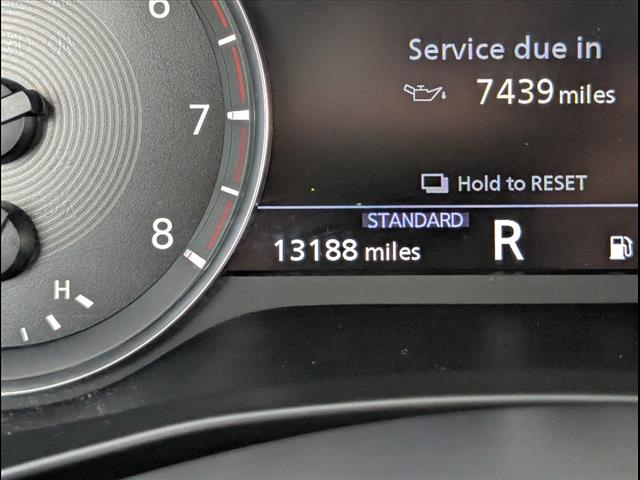 6
7
8
H
Service due in
7439 miles
Hold to RESET
STANDARD
13188 miles
R